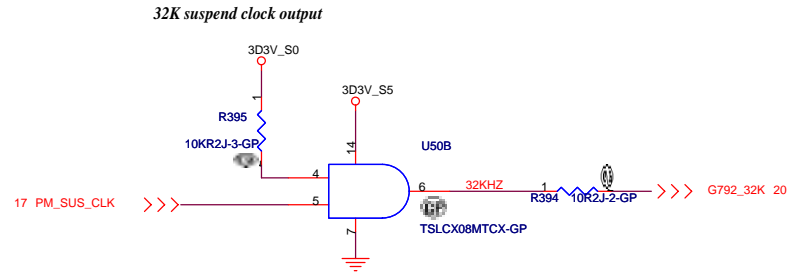 32K suspend clock output
3D3V_S0
3D3V_S5
1
R395
10KR2J-3-GP
14
U50B
4
5
6
32KHZ
1
R394
10R2J-2-GP
17 PM_SUS_CLK
G792_32K 20
GP
TSLCX08MTCX-GP
7